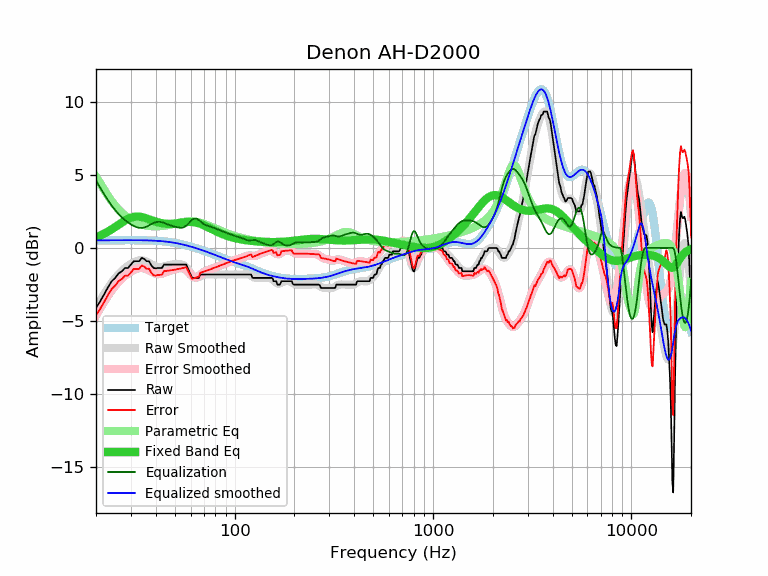 Denon AH-D2000
Amplitude (dBr)
10
5
0
−5
−10
−15
Target
Raw Smoothed
Error Smoothed
Raw
Error
Parametric Eq
Fixed Band Eq
Equalization
Equalized smoothed
100
1000
10000
Frequency (Hz)